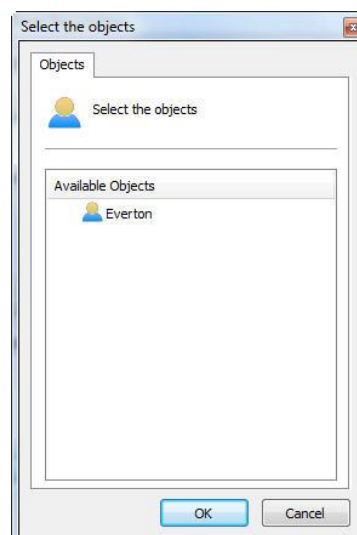 Select the objects
Objects
Select the objects
Available Objects
Everton
OK Cancel